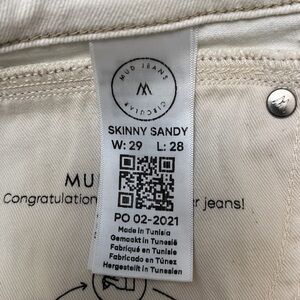 MUD JEANS
CIRCULAR
SKINNY SANDY
W: 29 L: 28
MU
Congratulation r jeans!
PO 02-2021
Made in Tunisia
Gemaakt in Tunesië
Fabriqué en Tunisie
Fabricado en Túnez
Hergestellt in Tunesien